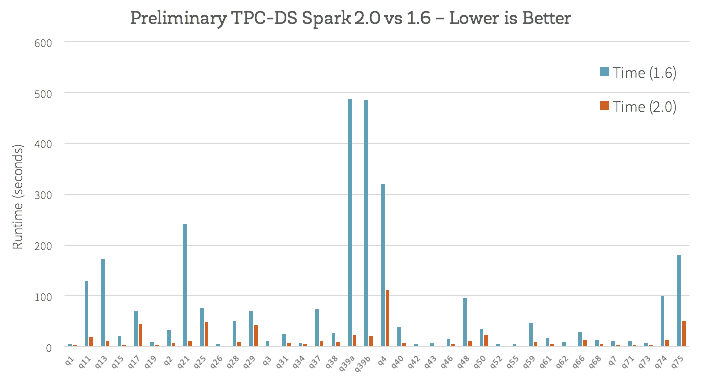 Preliminary TPC-DS Spark 2.0 vs 1.6 – Lower is Better
600
500
400
300
200
100
0
Runtime (seconds)
Time (1.6)
Time (2.0)
q1 q11 q13 q15 q17 q19 q2 q21 q25 q26 q28 q29 q3 q31 q34 q37 q38 q39a q39b q4 q40 q42 q43 q46 q48 q50 q52 q55 q59 q61 q62 q66 q68 q7 q71 q73 q74 q75